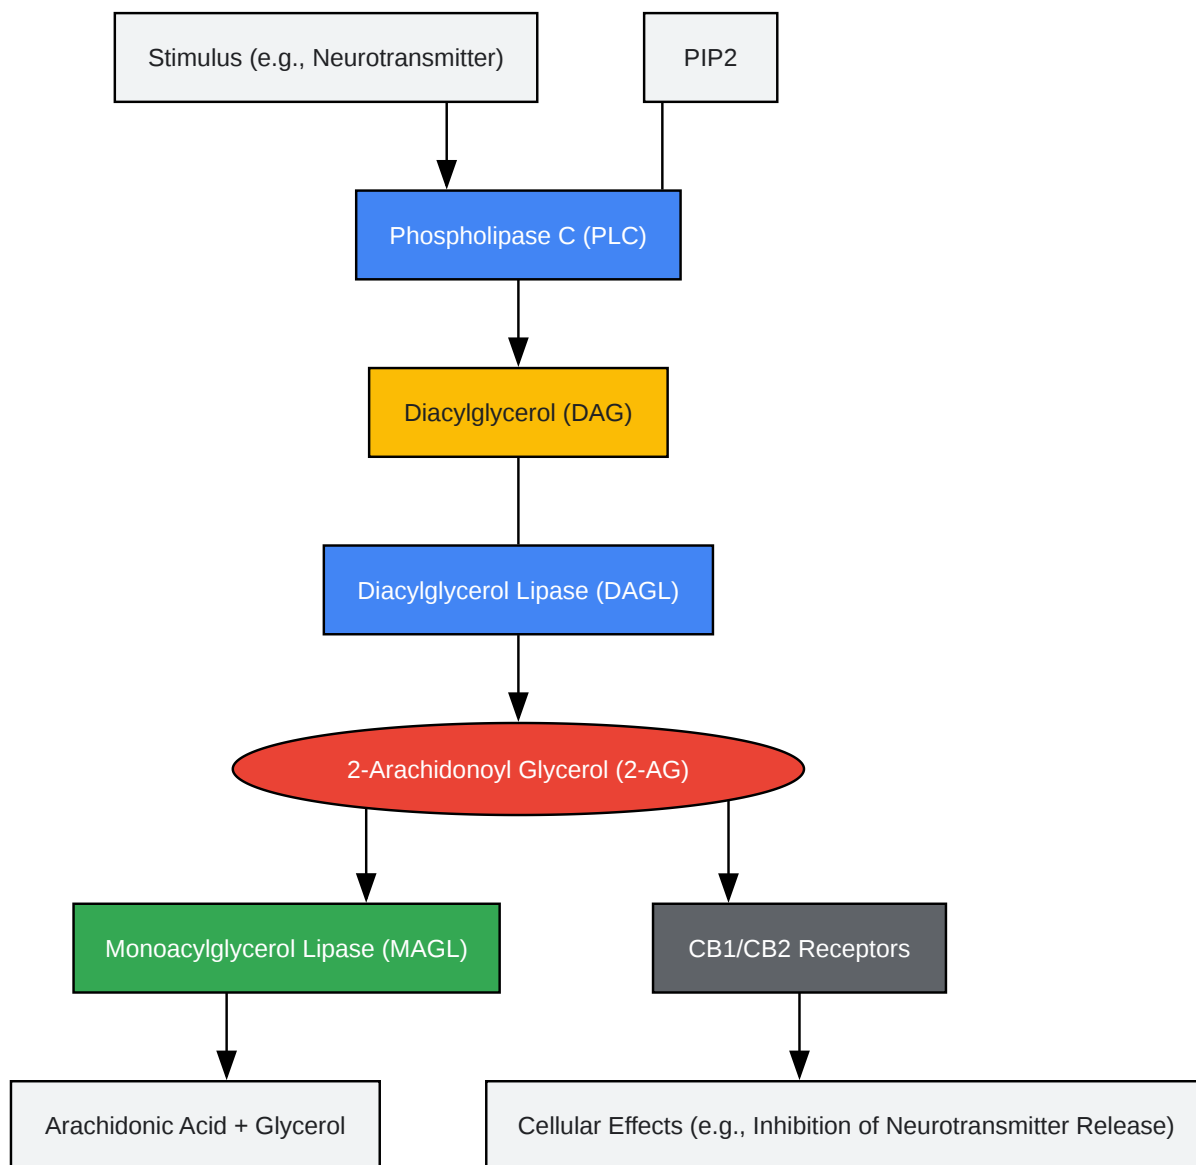 Stimulus (e.g., Neurotransmitter)
PIP2
Phospholipase C (PLC)
Diacylglycerol (DAG)
Diacylglycerol Lipase (DAGL)
2-Arachidonoyl Glycerol (2-AG)
Monoacylglycerol Lipase (MAGL)
CB1/CB2 Receptors
Arachidonic Acid + Glycerol
Cellular Effects (e.g., Inhibition of Neurotransmitter Release)